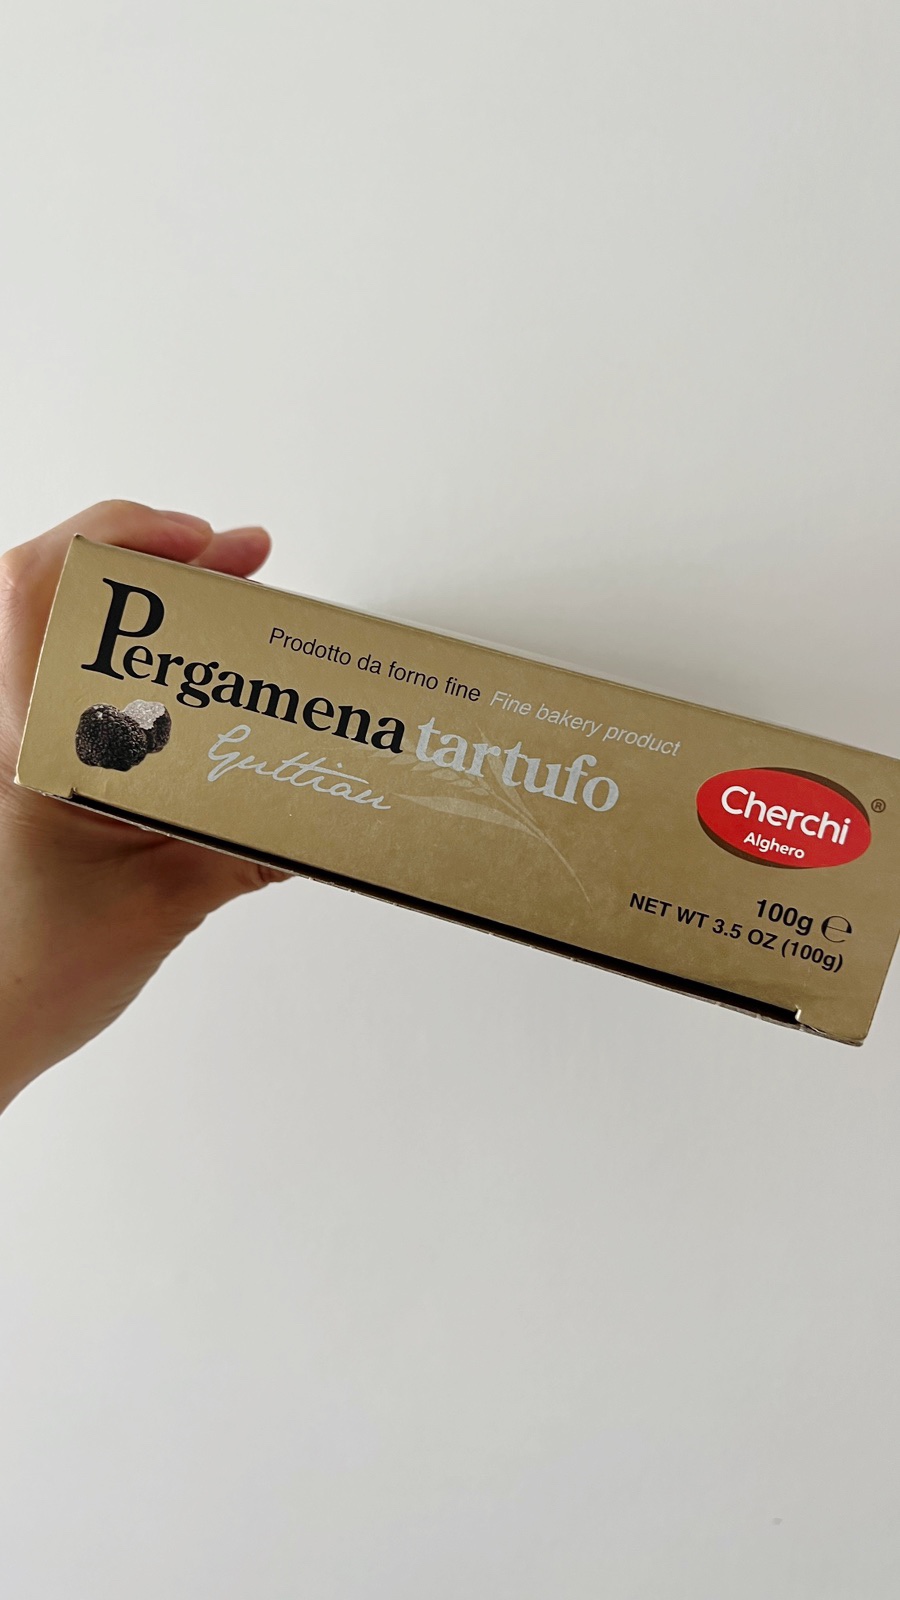 Prodotto da forno fine Fine bakery product
Pergamena tartufo
Guttiau
Cherchi ®
Alghero
100g ℮
NET WT 3.5 OZ (100g)